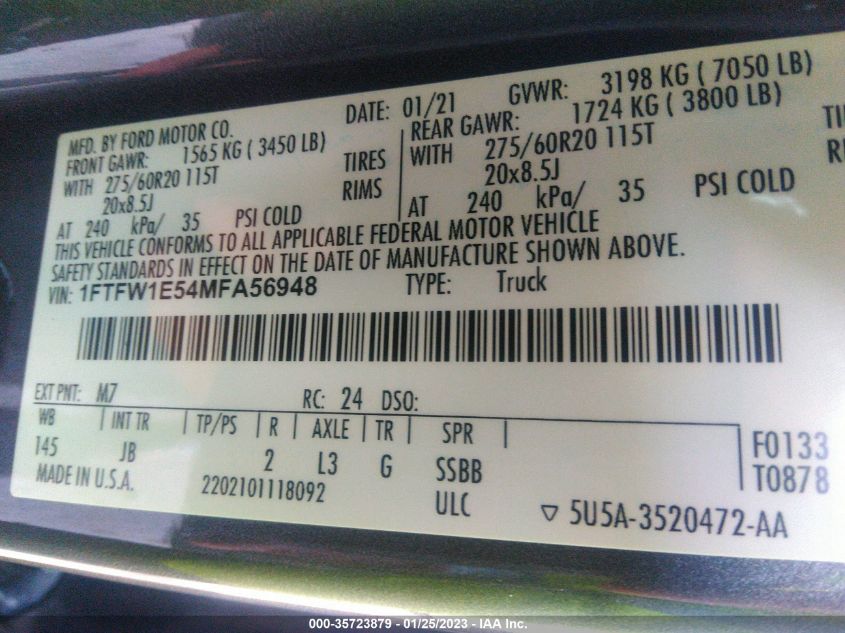 MFD. BY FORD MOTOR CO. DATE: 01/21 GVWR: 3198 KG ( 7050 LB)
FRONT GAWR: 1565 KG ( 3450 LB) REAR GAWR: 1724 KG ( 3800 LB)
WITH 275/60R20 115T TIRES WITH 275/60R20 115T
20x8.5J RIMS 20x8.5J
AT 240 kPa/ 35 PSI COLD AT 240 kPa/ 35 PSI COLD
THIS VEHICLE CONFORMS TO ALL APPLICABLE FEDERAL MOTOR VEHICLE
SAFETY STANDARDS IN EFFECT ON THE DATE OF MANUFACTURE SHOWN ABOVE.
VIN: 1FTFW1E54MFA56948 TYPE: Truck
EXT PNT: M7 RC: 24 DSO:
WB INT TR TP/PS R AXLE TR SPR F0133
145 JB 2 L3 G SSBB T0878
MADE IN U.S.A. 2202101118092 ULC 5U5A-3520472-AA
000-35723879 - 01/25/2023 - IAA Inc.